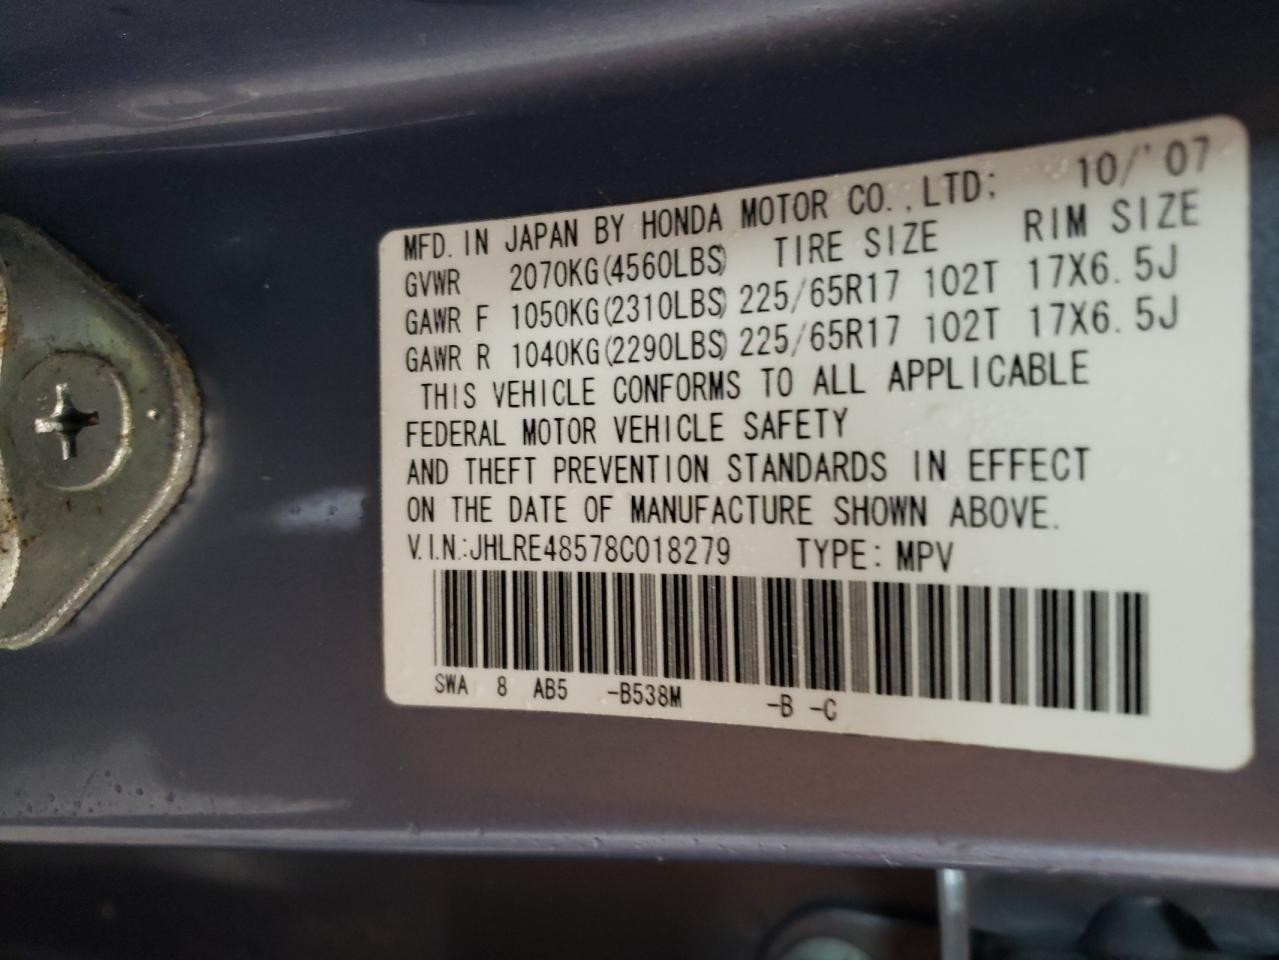 MFD. IN JAPAN BY HONDA MOTOR CO.,LTD: 10/'07
GVWR 2070KG(4560LBS) TIRE SIZE RIM SIZE
GAWR F 1050KG(2310LBS) 225/65R17 102T 17X6.5J
GAWR R 1040KG(2290LBS) 225/65R17 102T 17X6.5J
THIS VEHICLE CONFORMS TO ALL APPLICABLE
FEDERAL MOTOR VEHICLE SAFETY
AND THEFT PREVENTION STANDARDS IN EFFECT
ON THE DATE OF MANUFACTURE SHOWN ABOVE.
V.I.N.:JHLRE48578C018279 TYPE: MPV
SWA 8 AB5 -B538M -B -C